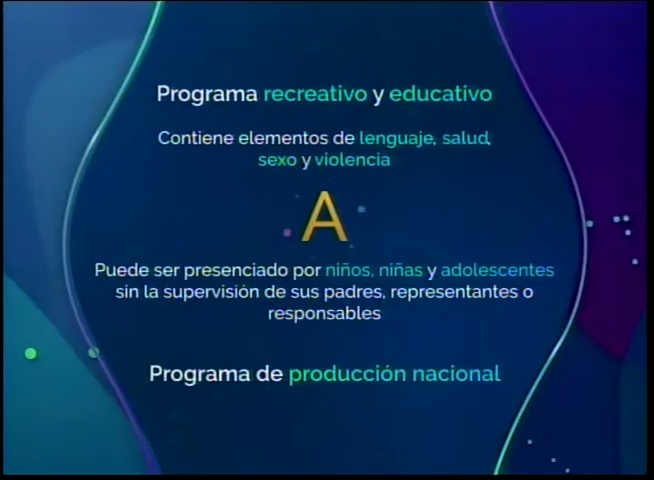 Programa recreativo y educativo
Contiene elementos de lenguaje, salud,
sexo y violencia
A
Puede ser presenciado por niños, niñas y adolescentes
sin la supervisión de sus padres, representantes o
responsables
Programa de producción nacional